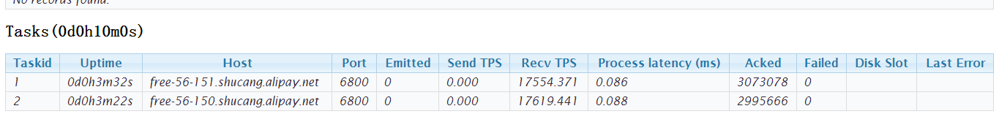 No records found.
Tasks(0d0h10m0s)
Taskid Uptime Host Port Emitted Send TPS Recv TPS Process latency (ms) Acked Failed Disk Slot Last Error
1 0d0h3m32s free-56-151.shucang.alipay.net 6800 0 0.000 17554.371 0.086 3073078 0
2 0d0h3m22s free-56-150.shucang.alipay.net 6800 0 0.000 17619.441 0.088 2995666 0